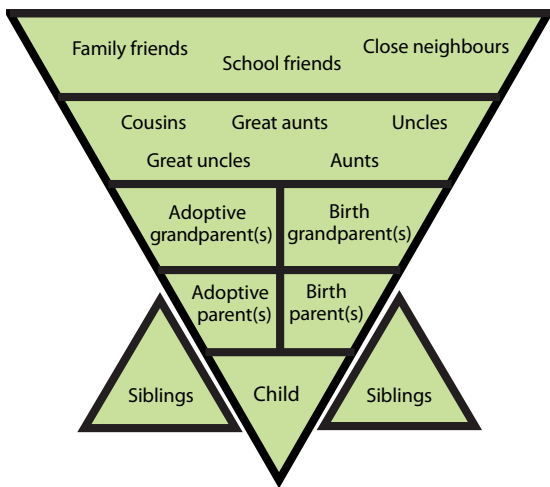 Family friends
School friends
Close neighbours
Cousins
Great aunts
Uncles
Great uncles
Aunts
Adoptive
grandparent(s)
Birth
grandparent(s)
Adoptive
parent(s)
Birth
parent(s)
Siblings
Child
Siblings